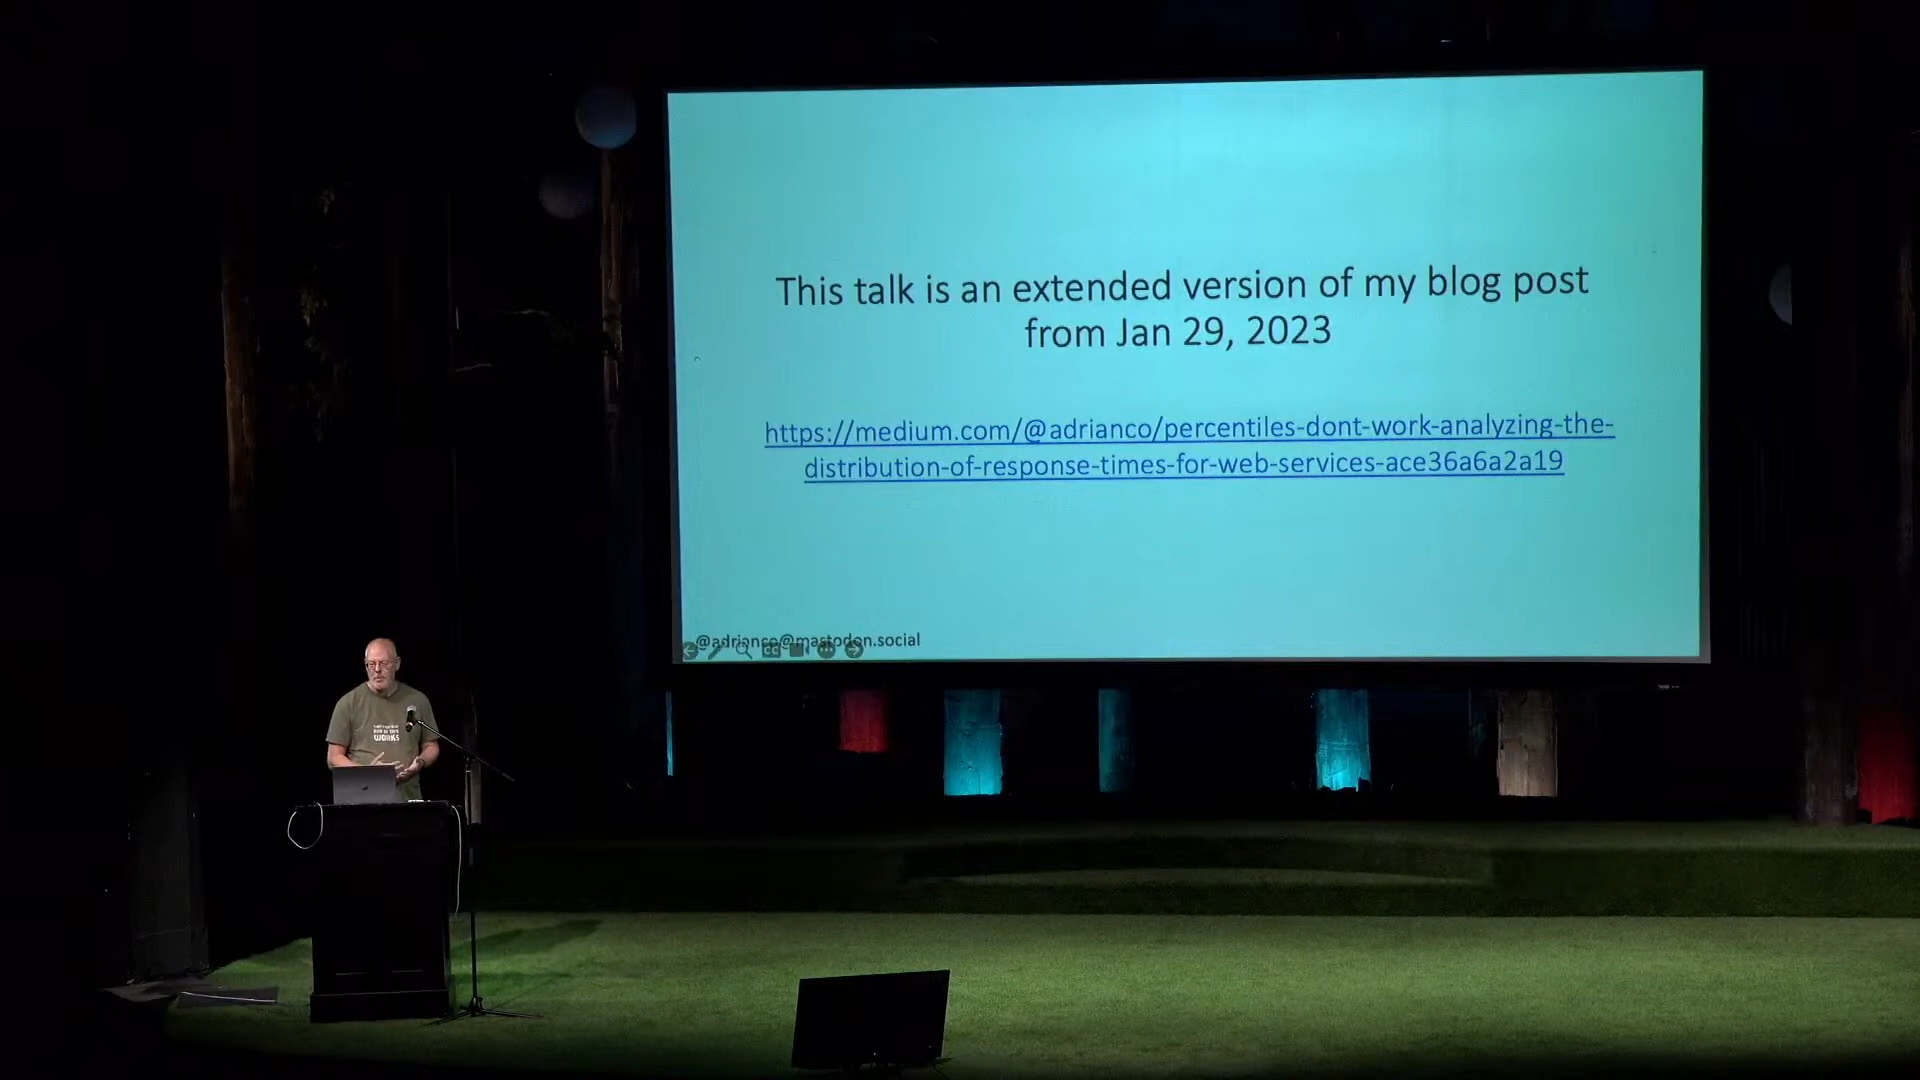 This talk is an extended version of my blog post
from Jan 29, 2023
https://medium.com/@adrianco/percentiles-dont-work-analyzing-the-
distribution-of-response-times-for-web-services-ace36a6a2a19
@adrianco@mastodon.social
WORKS